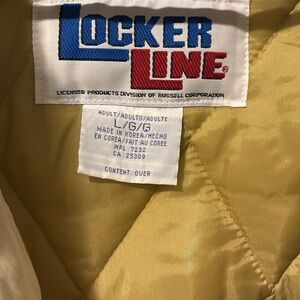 LOCKER
LINE®
LICENSED PRODUCTS DIVISION OF RUSSELL CORPORATION
ADULT/ADULTO/ADULTE
L/G/G
MADE IN KOREA/HECHO
EN COREA/FAIT AU COREE
WPL 7232
CA 25309
CONTENT OVER